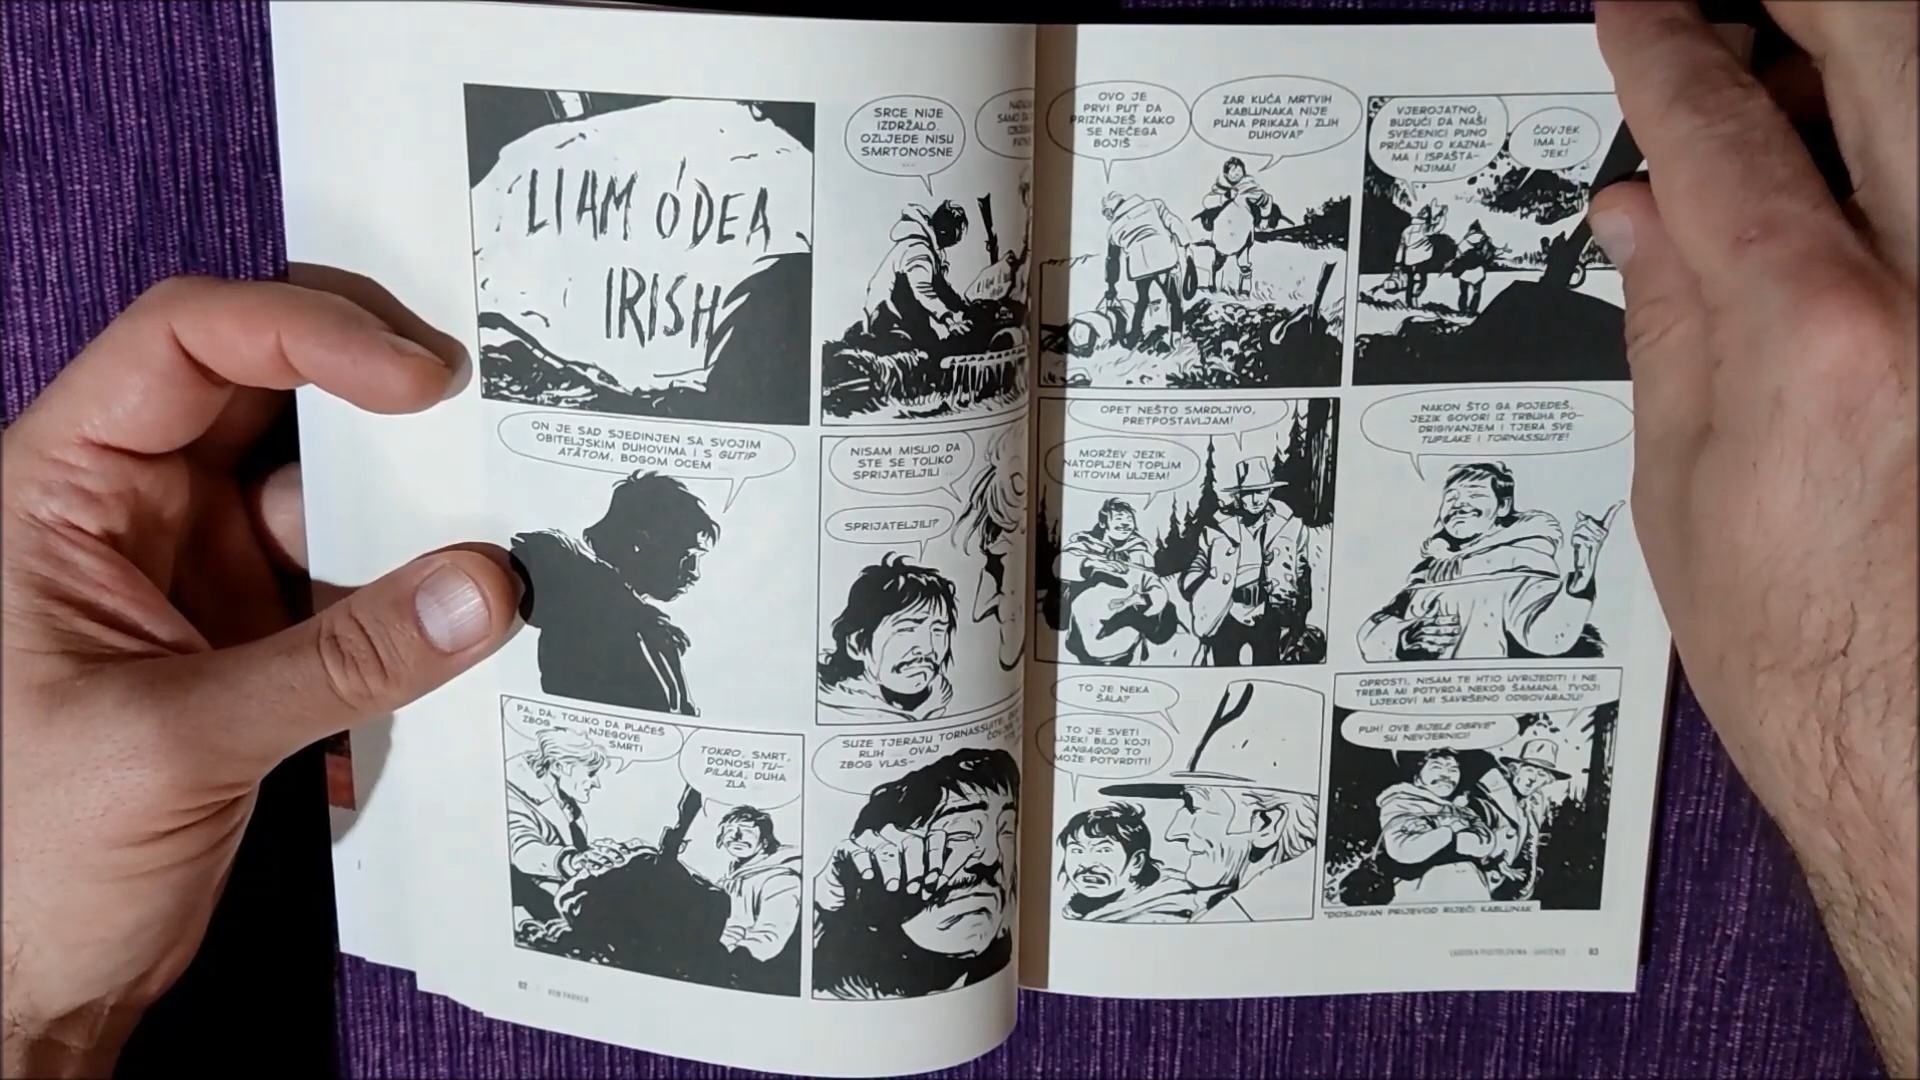 LIAM Ó'DEA
IRISH
SRCE NIJE
IZDRŽALO.
OZLJEDE NISU
SMRTONOSNE
...
SAMO
ON JE SAD SJEDINJEN SA SVOJIM
OBITELJSKIM DUHOVIMA I S GUTIP
ATÂTOM, BOGOM OCEM ...
NISAM MISLIO DA
STE SE TOLIKO
SPRIJATELJILI ...
SPRIJATELJILI?
PA, DA, TOLIKO DA PLAČEŠ
ZBOG
NJEGOVE
SMRTI ...
TOKRO, SMRT,
DONOSI TU-
PILAKA, DUHA
ZLA ...
SUZE TJERAJU TORNASSUITE,
RLIH ... OVAJ
ZBOG VLAS-
82
KEN PARKER
OVO JE
PRVI PUT DA
PRIZNAJEŠ KAKO
SE NEČEGA
BOJIŠ ...
ZAR KUĆA MRTVIH
KABLUNAKA NIJE
PUNA PRIKAZA I ZLIH
DUHOVA?
VJEROJATNO,
BUDUĆI DA NAŠI
SVEĆENICI PUNO
PRIČAJU O KAZNA-
MA I ISPAŠTA-
NJIMA!
ČOVJEK
IMA LI-
JEK!
OPET NEŠTO SMRDLJIVO,
PRETPOSTAVLJAM!
MORŽEV JEZIK
NATOPLJEN TOPLIM
KITOVIM ULJEM!
NAKON ŠTO GA POJEDEŠ,
JEZIK GOVORI IZ TRBUHA PO-
DRIGIVANJEM I TJERA SVE
TUPILAKE I TORNASSUITE!
TO JE NEKA
ŠALA?
TO JE SVETI
LIJEK! BILO KOJI
ANGAQOQ TO
MOŽE POTVRDITI!
OPROSTI, NISAM TE HTIO UVRIJEDITI I NE
TREBA MI POTVRDA NEKOG ŠAMANA. TVOJI
LIJEKOVI MI SAVRŠENO ODGOVARAJU!
PUH! OVE BIJELE OBRVE*
SU NEVJERNICI!
*DOSLOVAN PRIJEVOD RIJEČI KABLUNAK
83